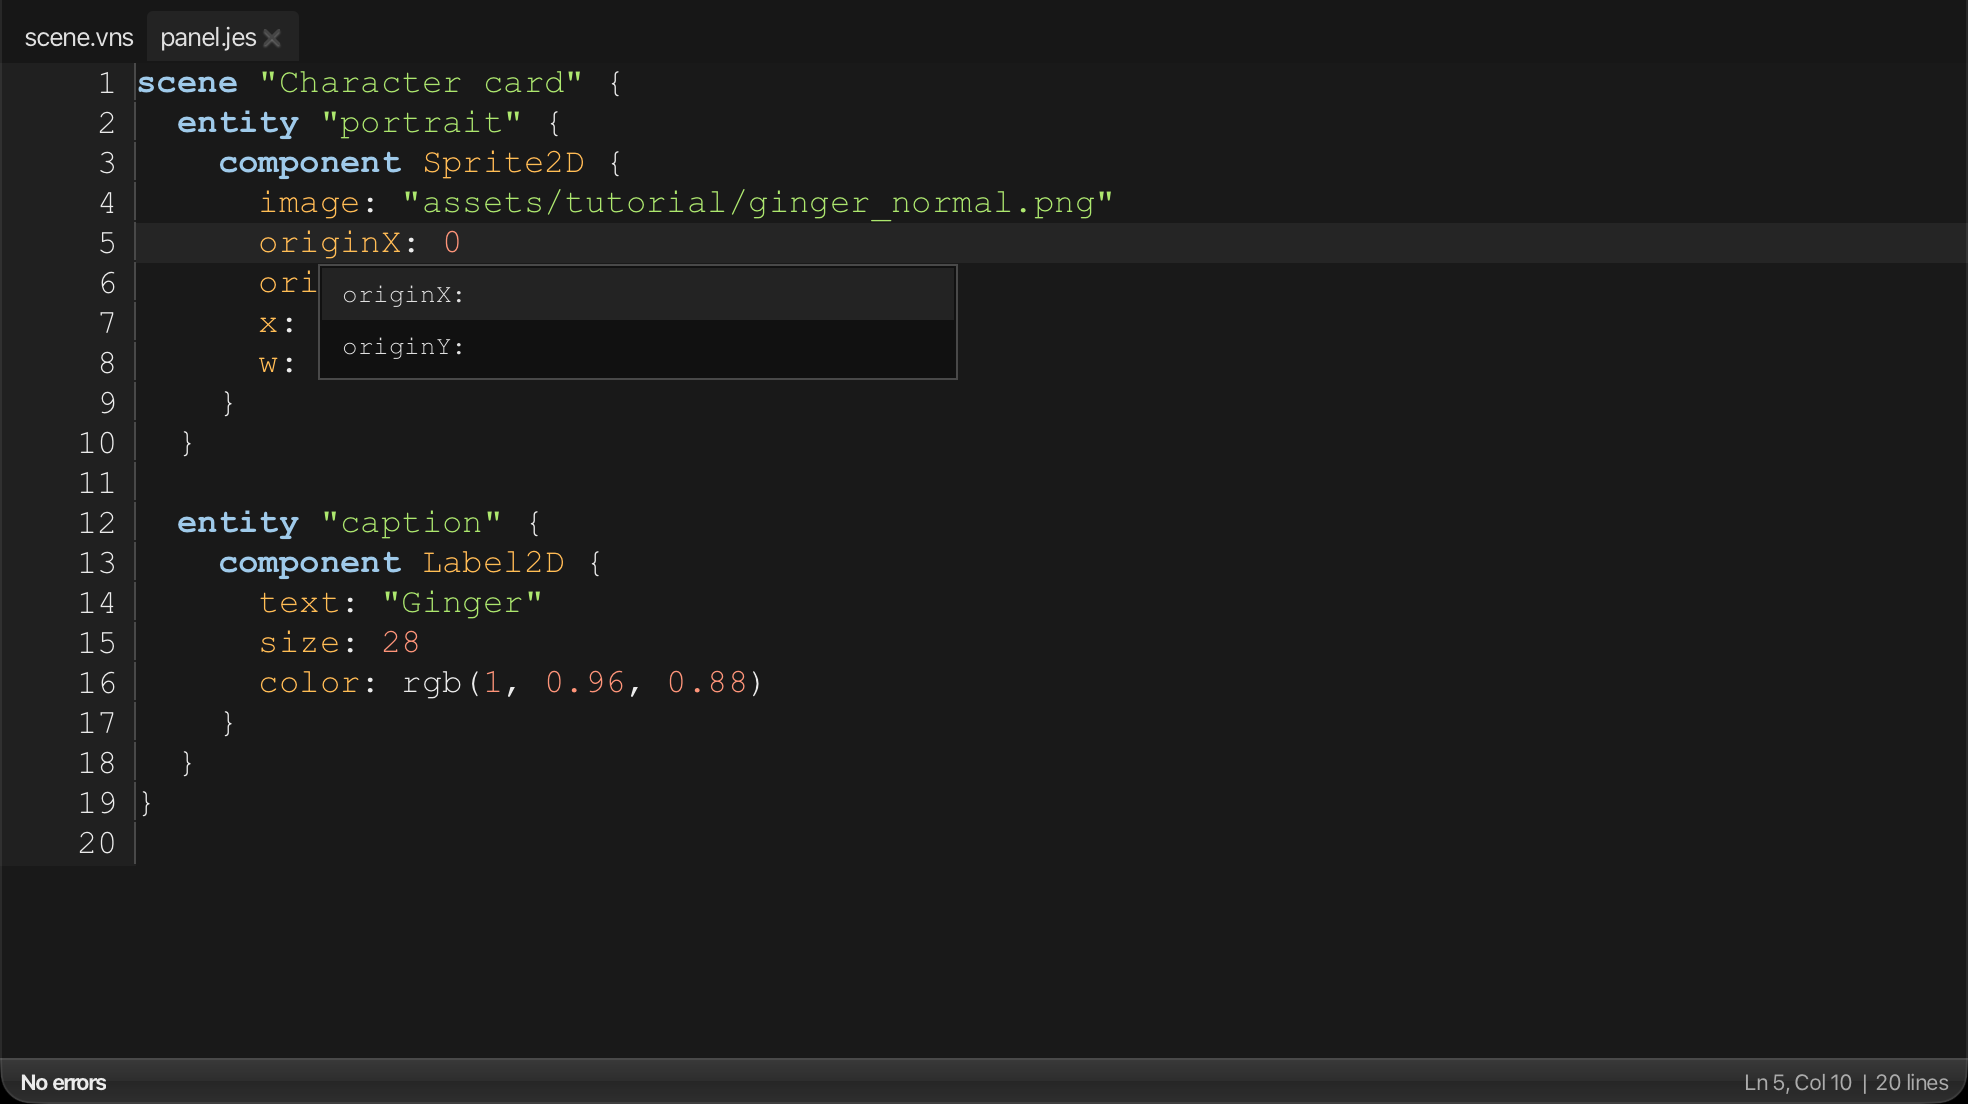 scene.vns panel.jes
1 scene "Character card" {
2 entity "portrait" {
3 component Sprite2D {
4 image: "assets/tutorial/ginger_normal.png"
5 originX: 0
6 ori
originX:
7 x:
originY:
8 w:
9 }
10 }
11
12 entity "caption" {
13 component Label2D {
14 text: "Ginger"
15 size: 28
16 color: rgb(1, 0.96, 0.88)
17 }
18 }
19 }
20
No errors
Ln 5, Col 10 | 20 lines